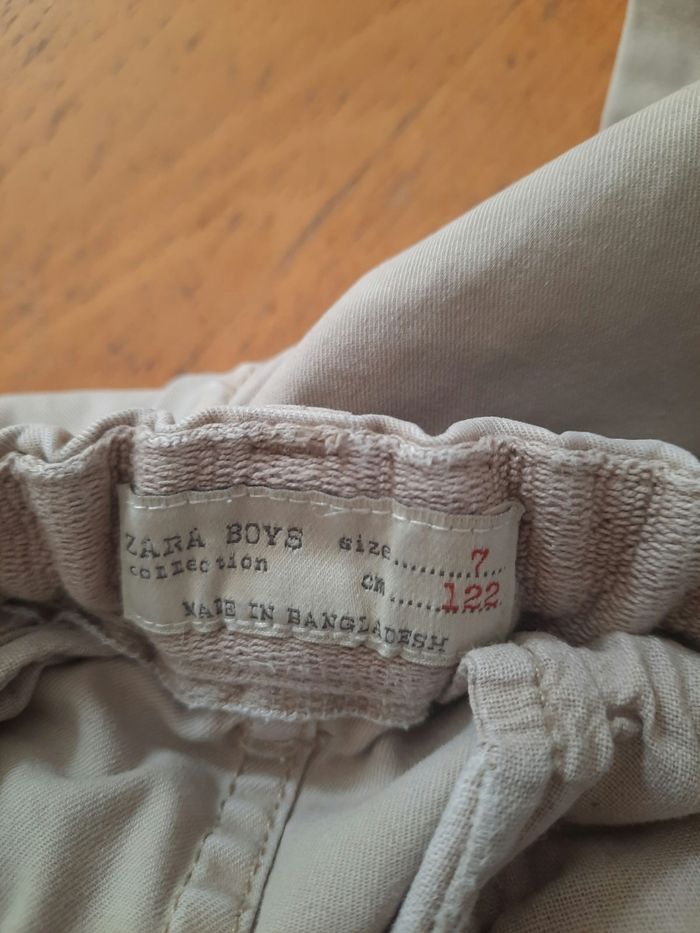 ZARA BOYS size......7..
collection cm......122
MADE IN BANGLADESH